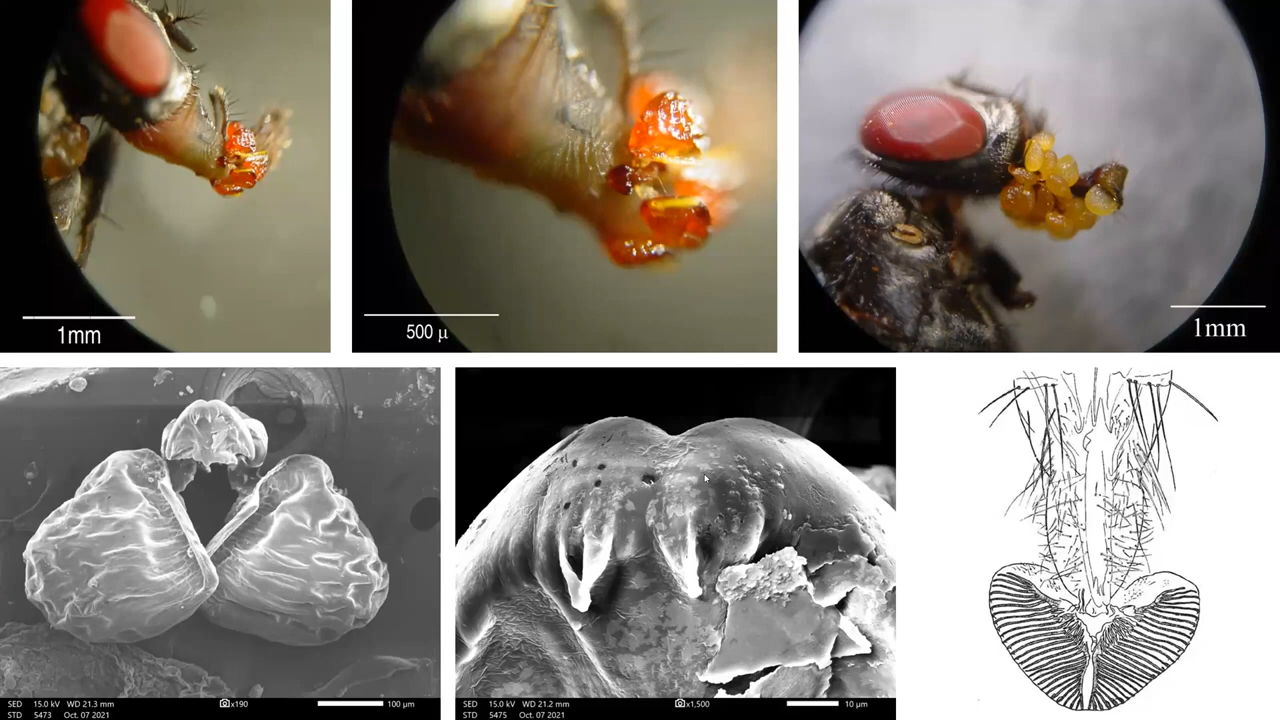 1mm
500 μ
1mm
SED 15.0 kV WD 21.3 mm x190 100 μm
STD 5473 Oct. 07 2021
SED 15.0 kV WD 21.2 mm x1,500 10 μm
STD 5475 Oct. 07 2021